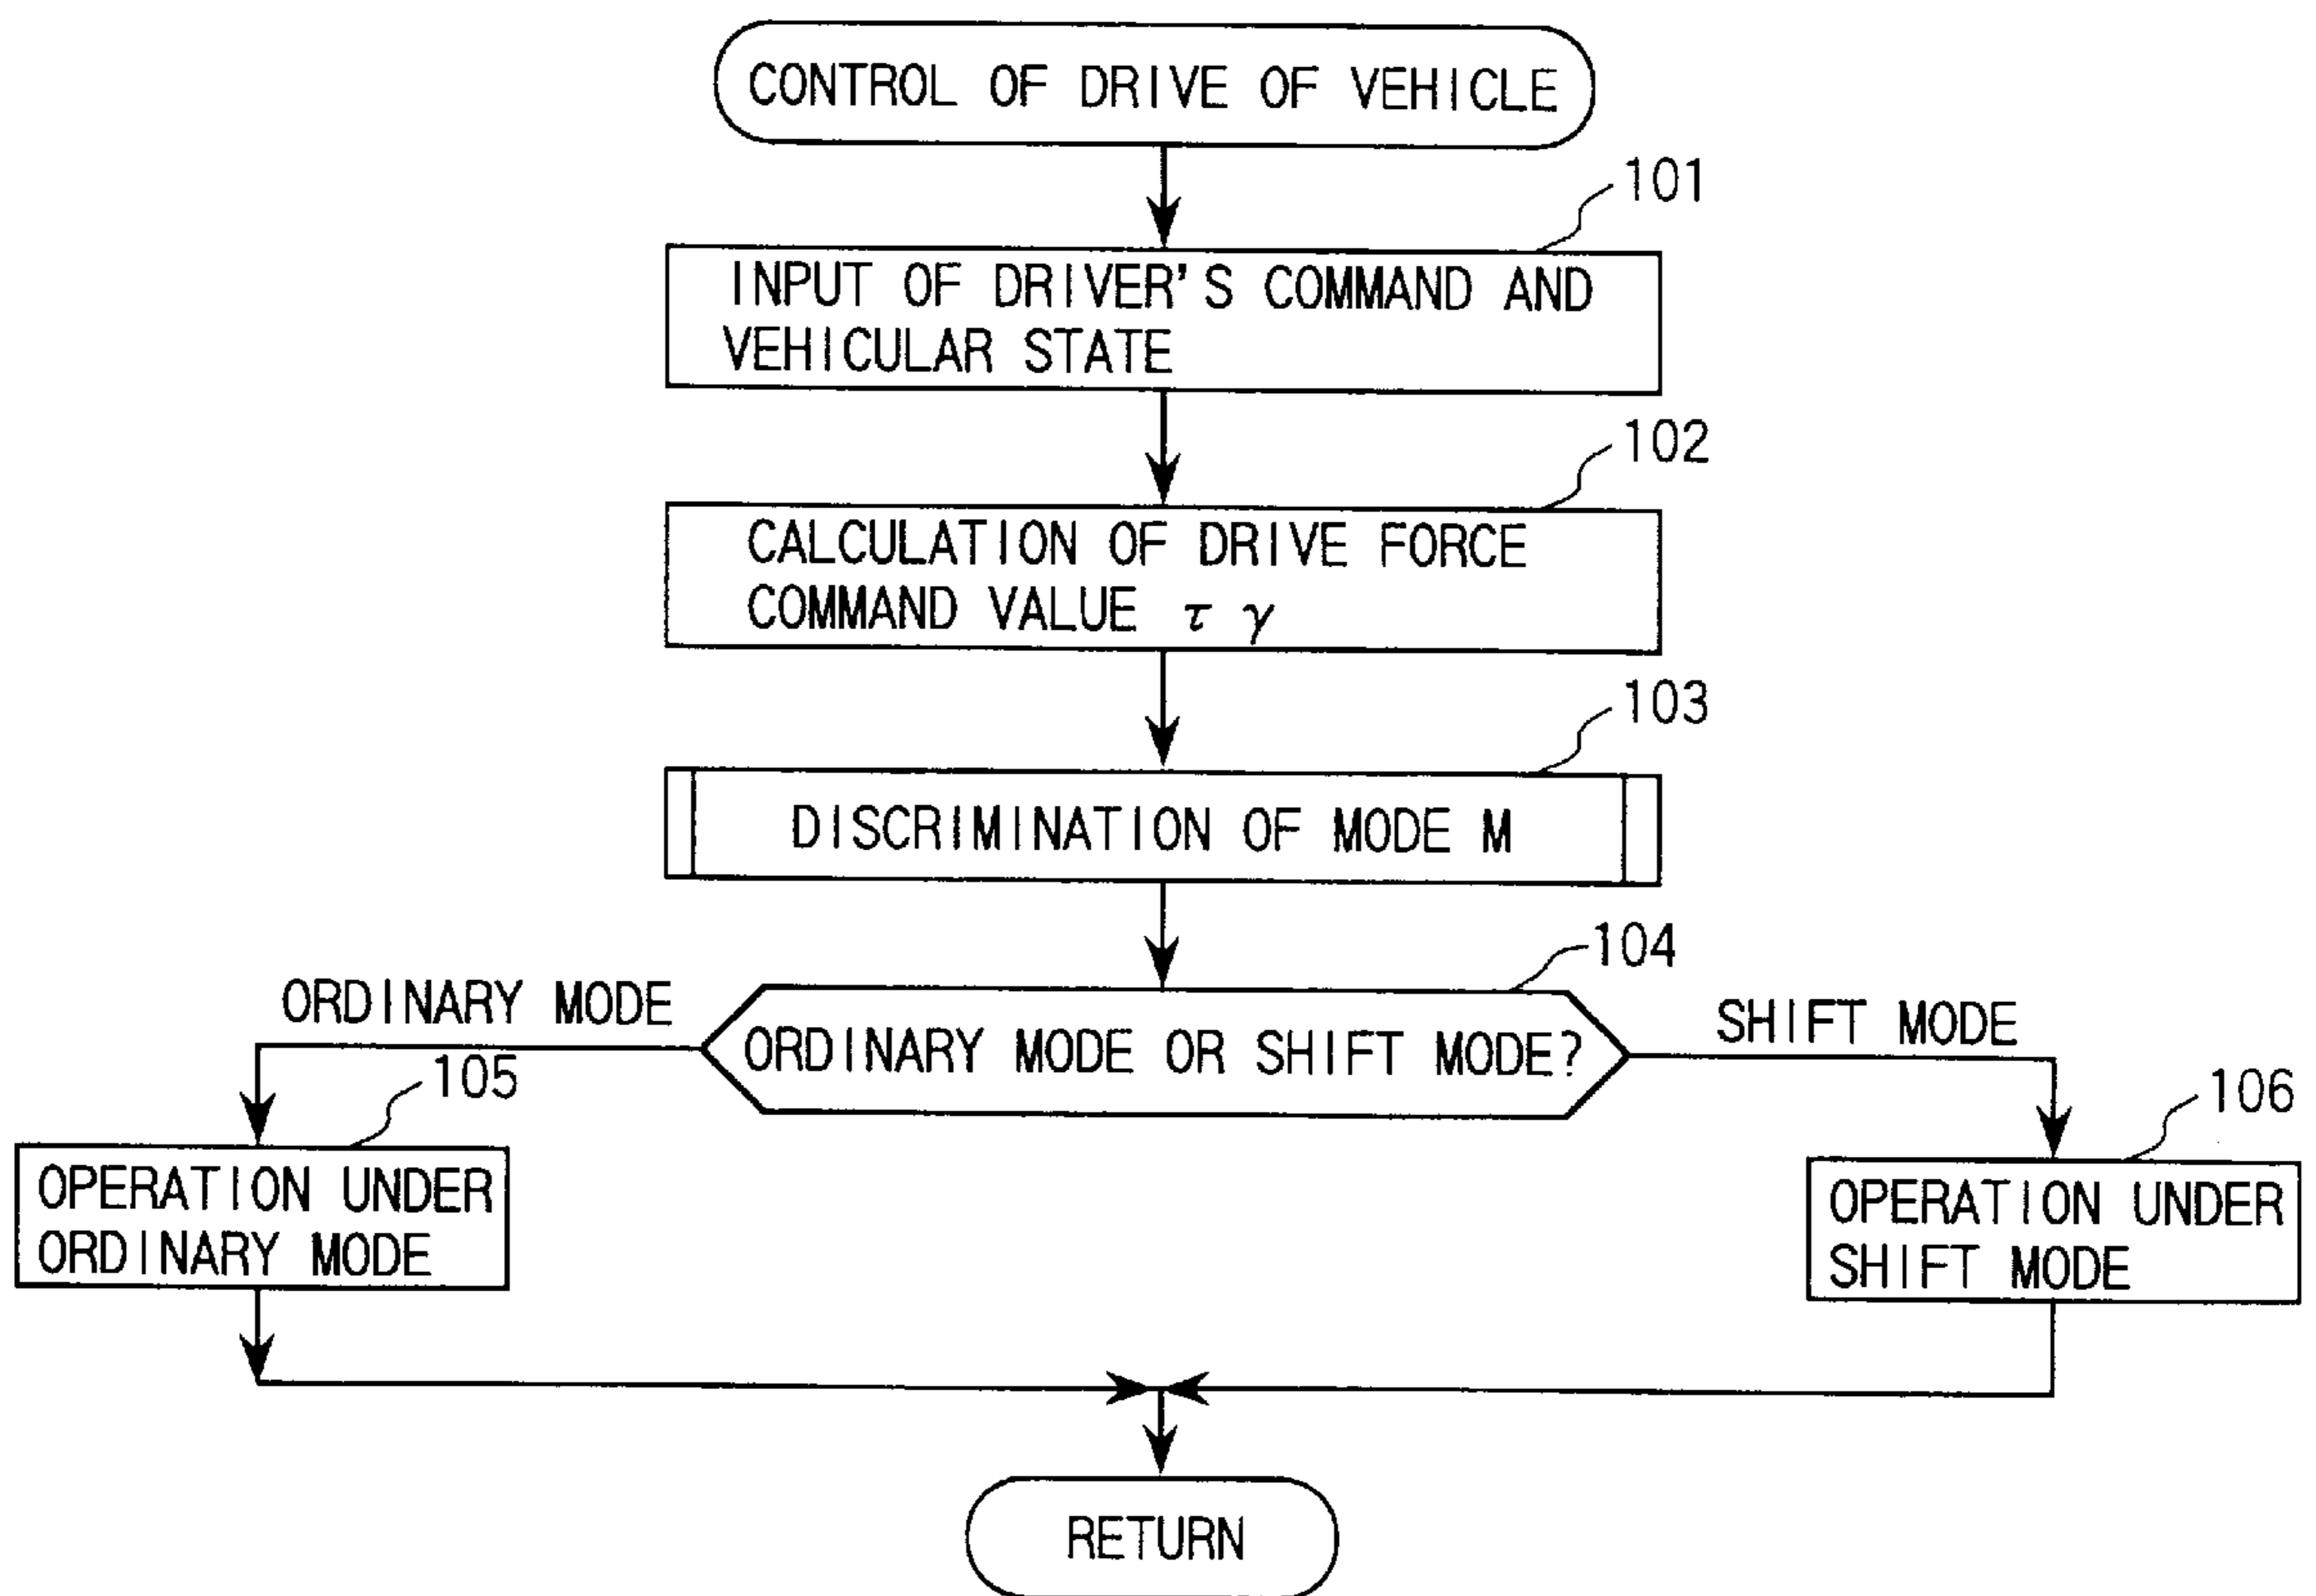 CONTROL OF DRIVE OF VEHICLE
101
INPUT OF DRIVER'S COMMAND AND
VEHICULAR STATE
102
CALCULATION OF DRIVE FORCE
COMMAND VALUE τ γ
103
DISCRIMINATION OF MODE M
104
ORDINARY MODE
ORDINARY MODE OR SHIFT MODE?
SHIFT MODE
105
OPERATION UNDER
ORDINARY MODE
106
OPERATION UNDER
SHIFT MODE
RETURN